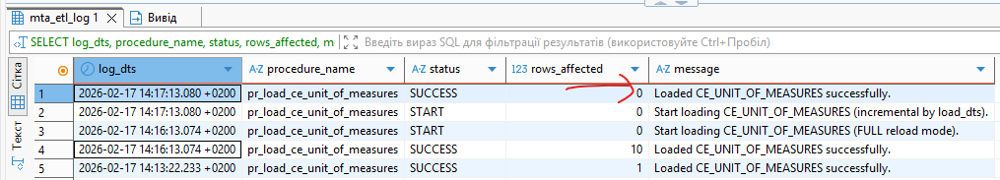 mta_etl_log 1 Вивід
SELECT log_dts, procedure_name, status, rows_affected, m Введіть вираз SQL для фільтрації результатів (використовуйте Ctrl+Пробіл)
Сітка
Текст
log_dts A-Z procedure_name A-Z status 123 rows_affected A-Z message
1 2026-02-17 14:17:13.080 +0200 pr_load_ce_unit_of_measures SUCCESS 0 Loaded CE_UNIT_OF_MEASURES successfully.
2 2026-02-17 14:17:13.080 +0200 pr_load_ce_unit_of_measures START 0 Start loading CE_UNIT_OF_MEASURES (incremental by load_dts).
3 2026-02-17 14:16:13.074 +0200 pr_load_ce_unit_of_measures START 0 Start loading CE_UNIT_OF_MEASURES (FULL reload mode).
4 2026-02-17 14:16:13.074 +0200 pr_load_ce_unit_of_measures SUCCESS 10 Loaded CE_UNIT_OF_MEASURES successfully.
5 2026-02-17 14:13:22.233 +0200 pr_load_ce_unit_of_measures SUCCESS 1 Loaded CE_UNIT_OF_MEASURES successfully.